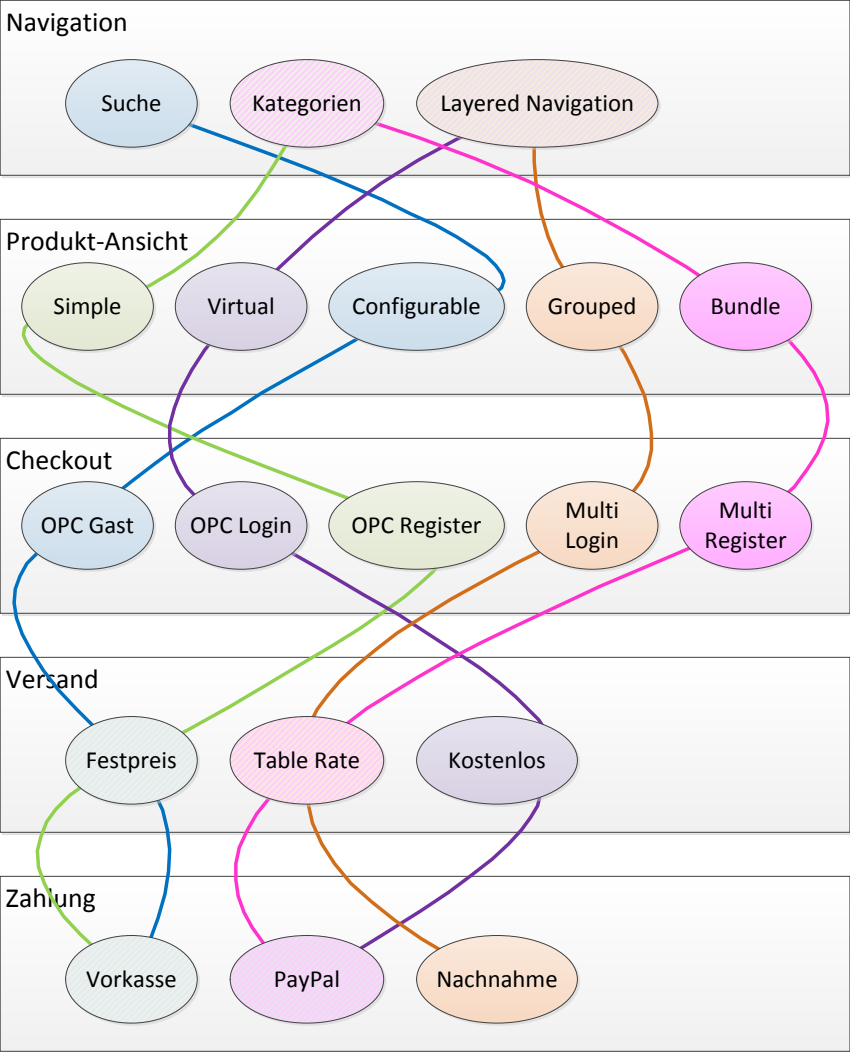 Navigation
Suche
Kategorien
Layered Navigation
Produkt-Ansicht
Simple
Virtual
Configurable
Grouped
Bundle
Checkout
OPC Gast
OPC Login
OPC Register
Multi
Login
Multi
Register
Versand
Festpreis
Table Rate
Kostenlos
Zahlung
Vorkasse
PayPal
Nachnahme